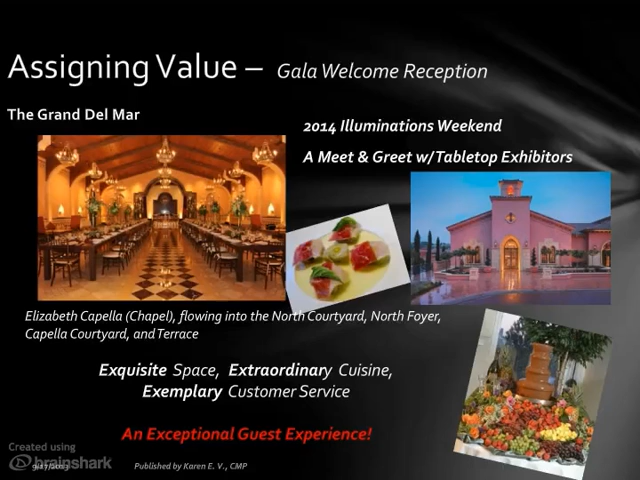 Assigning Value – Gala Welcome Reception
The Grand Del Mar
2014 Illuminations Weekend
A Meet & Greet w/Tabletop Exhibitors
Elizabeth Capella (Chapel), flowing into the North Courtyard, North Foyer,
Capella Courtyard, and Terrace
Exquisite Space, Extraordinary Cuisine,
Exemplary Customer Service
An Exceptional Guest Experience!
Created using
brainshark
Published by Karen E. V., CMP